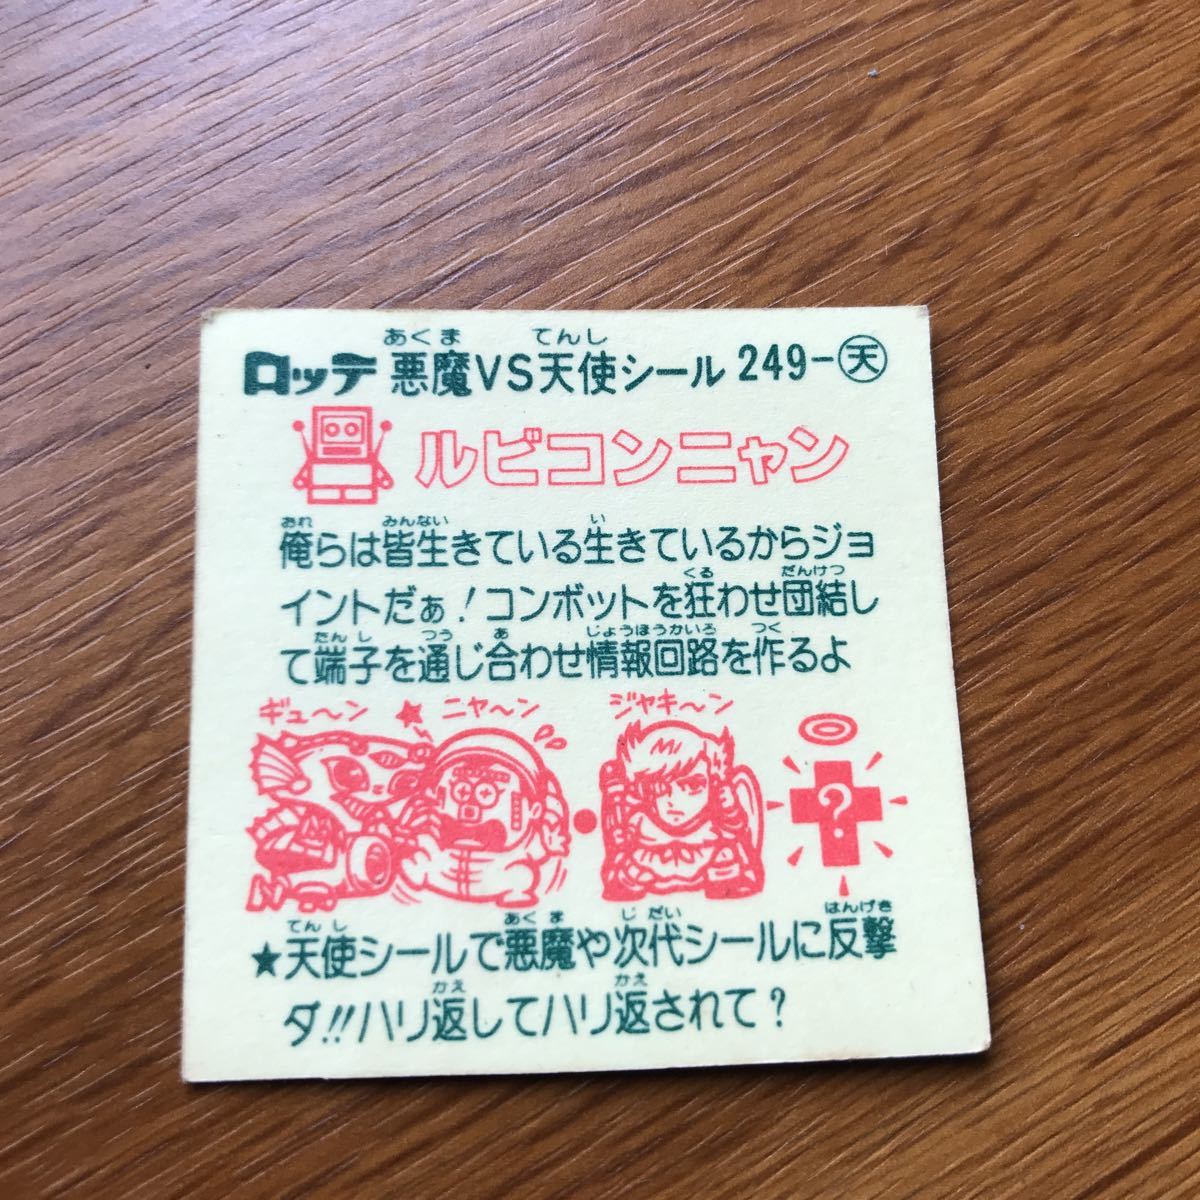 ロッテ 悪魔VS天使シール 249-天
あくま てんし
ルビコンニャン
おれ みんない い
俺らは皆生きている生きているからジョ
くる だんけつ
イントだぁ!コンボットを狂わせ団結し
たんし つう あ じょうほうかいろ つく
て端子を通じ合わせ情報回路を作るよ
ギュ〜ン ★ ニャ〜ン ジャキ〜ン
?
てんし あくま じだい はんげき
★天使シールで悪魔や次代シールに反撃
かえ かえ
ダ!!ハリ返してハリ返されて?